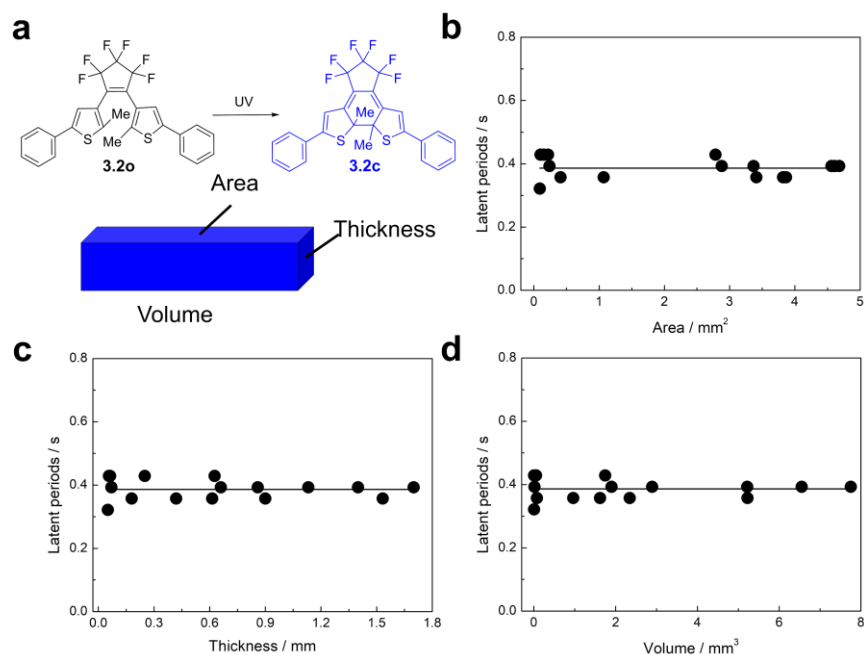 a
F F F F F F
Me
S S
Me
3.2o
UV
F F F F F F
Me
S S
Me
3.2c
Area
Thickness
Volume
b
Latent periods / s
0.8
0.6
0.4
0.2
0.0
0 1 2 3 4 5
Area / mm²
c
Latent periods / s
0.8
0.6
0.4
0.2
0.0
0.0 0.3 0.6 0.9 1.2 1.5 1.8
Thickness / mm
d
Latent periods / s
0.8
0.6
0.4
0.2
0.0
0 2 4 6 8
Volume / mm³